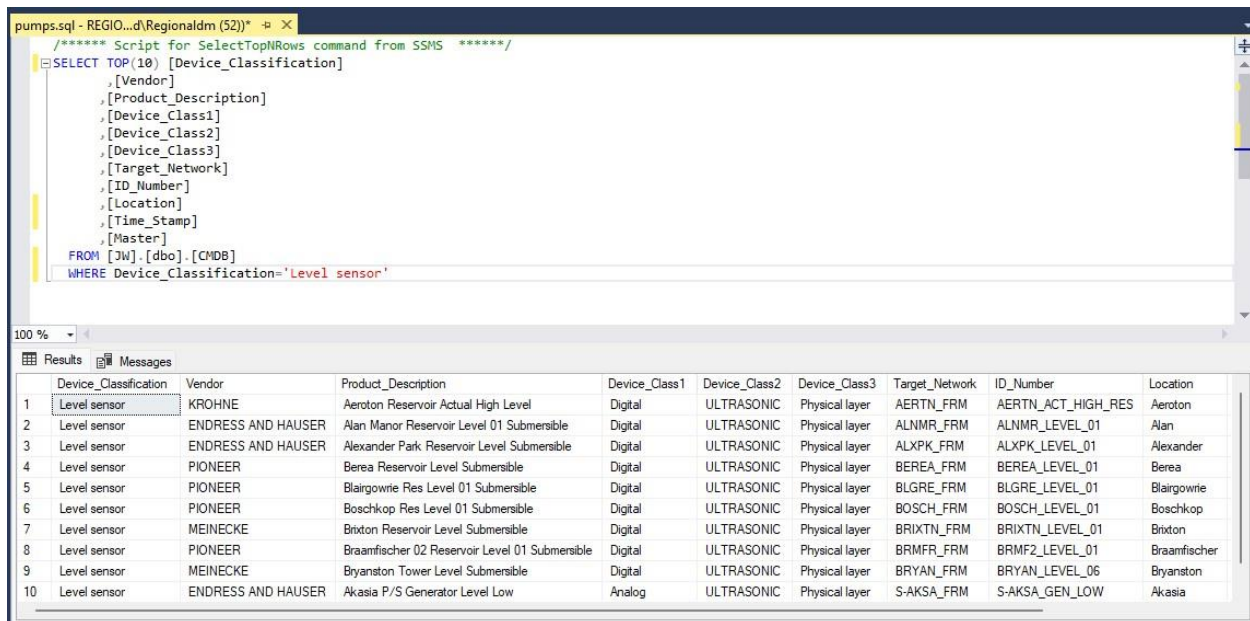 pumps.sql - REGIO...d\Regionaldm (52))*
/****** Script for SelectTopNRows command from SSMS ******/
SELECT TOP(10) [Device_Classification]
,[Vendor]
,[Product_Description]
,[Device_Class1]
,[Device_Class2]
,[Device_Class3]
,[Target_Network]
,[ID_Number]
,[Location]
,[Time_Stamp]
,[Master]
FROM [JW].[dbo].[CMDB]
WHERE Device_Classification='Level sensor'
100 %
Results Messages
Device_Classification Vendor Product_Description Device_Class1 Device_Class2 Device_Class3 Target_Network ID_Number Location
1 Level sensor KROHNE Aeroton Reservoir Actual High Level Digital ULTRASONIC Physical layer AERTN_FRM AERTN_ACT_HIGH_RES Aeroton
2 Level sensor ENDRESS AND HAUSER Alan Manor Reservoir Level 01 Submersible Digital ULTRASONIC Physical layer ALNMR_FRM ALNMR_LEVEL_01 Alan
3 Level sensor ENDRESS AND HAUSER Alexander Park Reservoir Level Submersible Digital ULTRASONIC Physical layer ALXPK_FRM ALXPK_LEVEL_01 Alexander
4 Level sensor PIONEER Berea Reservoir Level Submersible Digital ULTRASONIC Physical layer BEREA_FRM BEREA_LEVEL_01 Berea
5 Level sensor PIONEER Blairgowrie Res Level 01 Submersible Digital ULTRASONIC Physical layer BLGRE_FRM BLGRE_LEVEL_01 Blairgowrie
6 Level sensor PIONEER Boschkop Res Level 01 Submersible Digital ULTRASONIC Physical layer BOSCH_FRM BOSCH_LEVEL_01 Boschkop
7 Level sensor MEINECKE Brixton Reservoir Level Submersible Digital ULTRASONIC Physical layer BRIXTN_FRM BRIXTN_LEVEL_01 Brixton
8 Level sensor PIONEER Braamfischer 02 Reservoir Level 01 Submersible Digital ULTRASONIC Physical layer BRMFR_FRM BRMF2_LEVEL_01 Braamfischer
9 Level sensor MEINECKE Bryanston Tower Level Submersible Digital ULTRASONIC Physical layer BRYAN_FRM BRYAN_LEVEL_06 Bryanston
10 Level sensor ENDRESS AND HAUSER Akasia P/S Generator Level Low Analog ULTRASONIC Physical layer S-AKSA_FRM S-AKSA_GEN_LOW Akasia